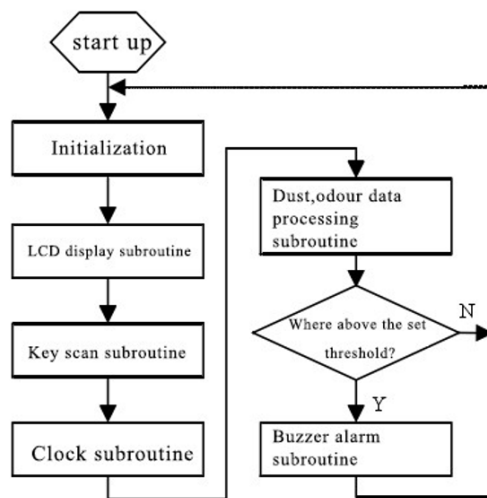 start up
Initialization
LCD display subroutine
Key scan subroutine
Clock subroutine
Dust,odour data
processing
subroutine
Where above the set
threshold?
N
Y
Buzzer alarm
subroutine